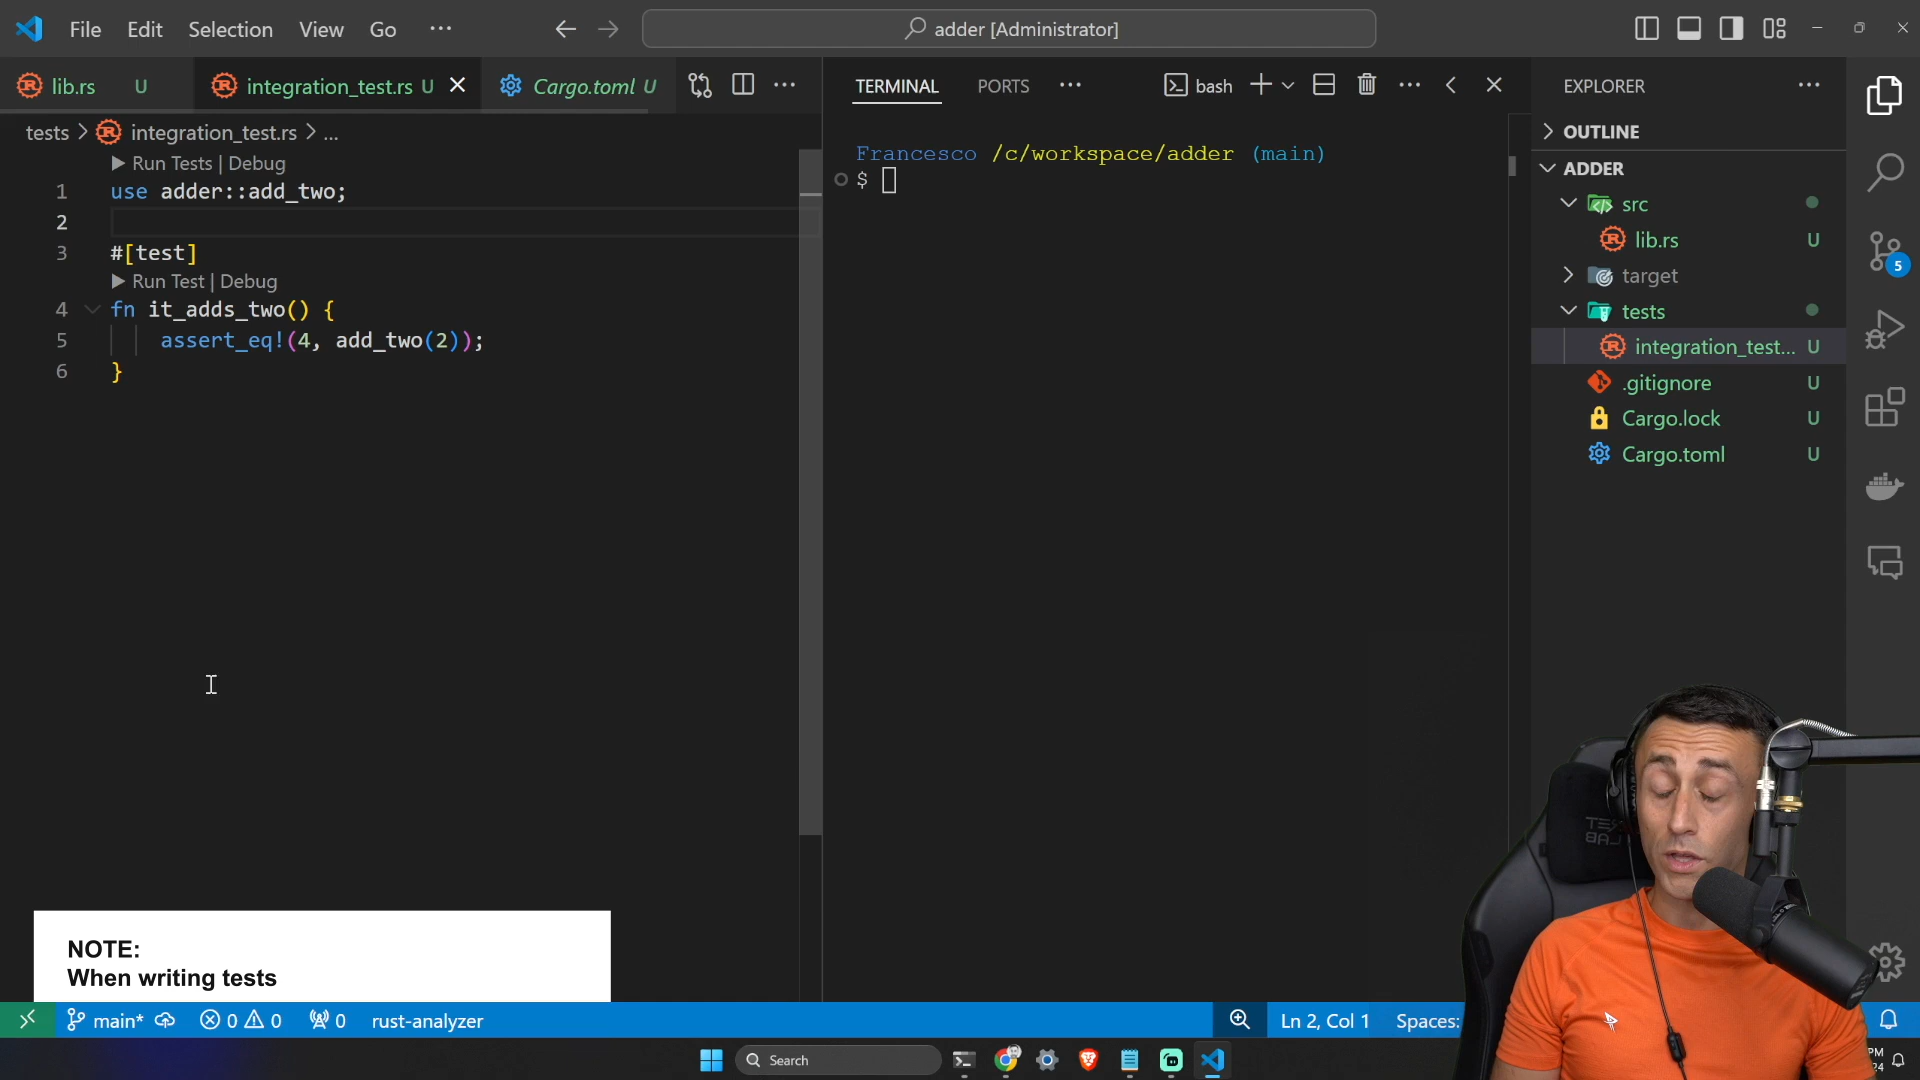 File Edit Selection View Go ... adder [Administrator]
lib.rs U integration_test.rs U Cargo.toml U ...
tests > integration_test.rs > ...
Run Tests | Debug
1 use adder::add_two;
2
3 #[test]
Run Test | Debug
4 fn it_adds_two() {
5 assert_eq!(4, add_two(2));
6 }
TERMINAL PORTS ... bash ...
Francesco /c/workspace/adder (main)
$
EXPLORER ...
OUTLINE
ADDER
src
lib.rs U
target
tests
integration_test... U
.gitignore U
Cargo.lock U
Cargo.toml U
5
NOTE:
When writing tests
main* 0 0 0 rust-analyzer Ln 2, Col 1 Spaces:
Search
PM
24